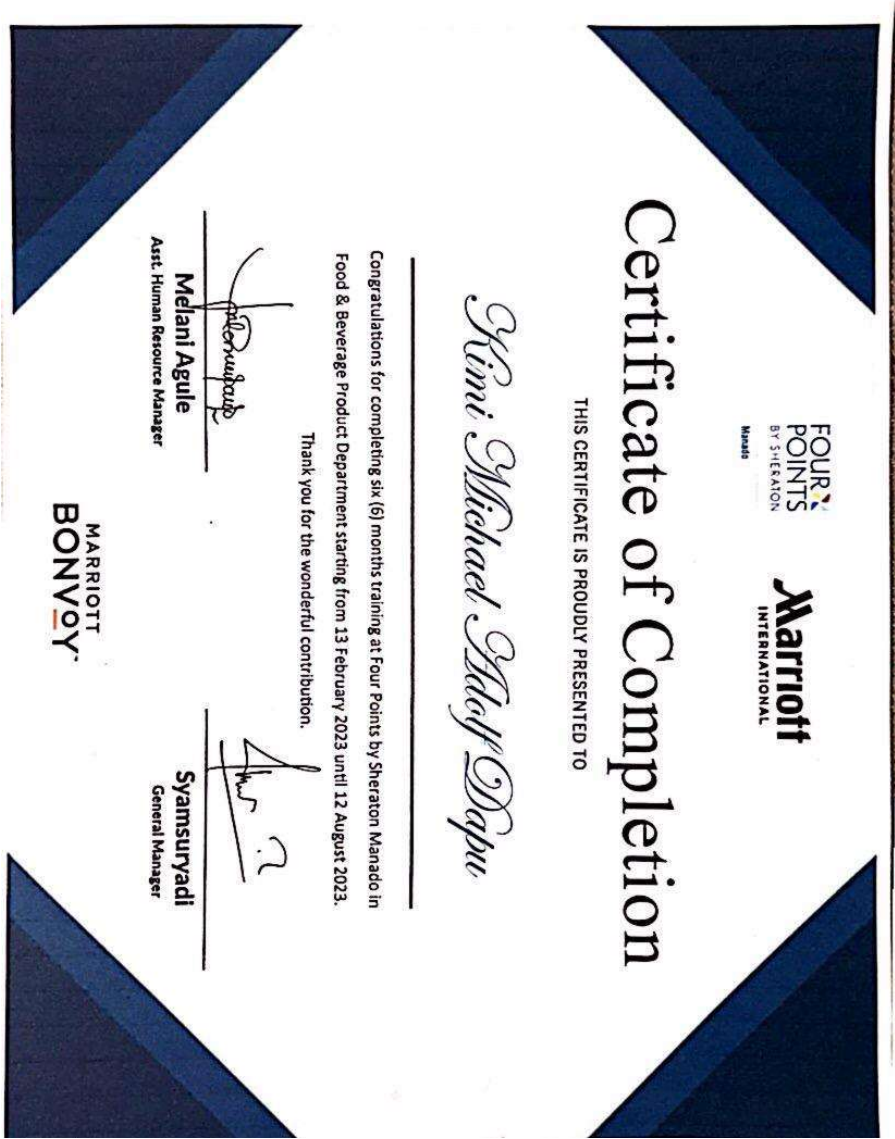 FOUR
POINTS
BY SHERATON
Manado
Marriott
INTERNATIONAL
Certificate of Completion
THIS CERTIFICATE IS PROUDLY PRESENTED TO
Kimi Michael Adolf Dapu
Congratulations for completing six (6) months training at Four Points by Sheraton Manado in
Food & Beverage Product Department starting from 13 February 2023 until 12 August 2023.
Thank you for the wonderful contribution.
Melani Agule
Asst. Human Resource Manager
Syamsuryadi
General Manager
MARRIOTT
BONVOY